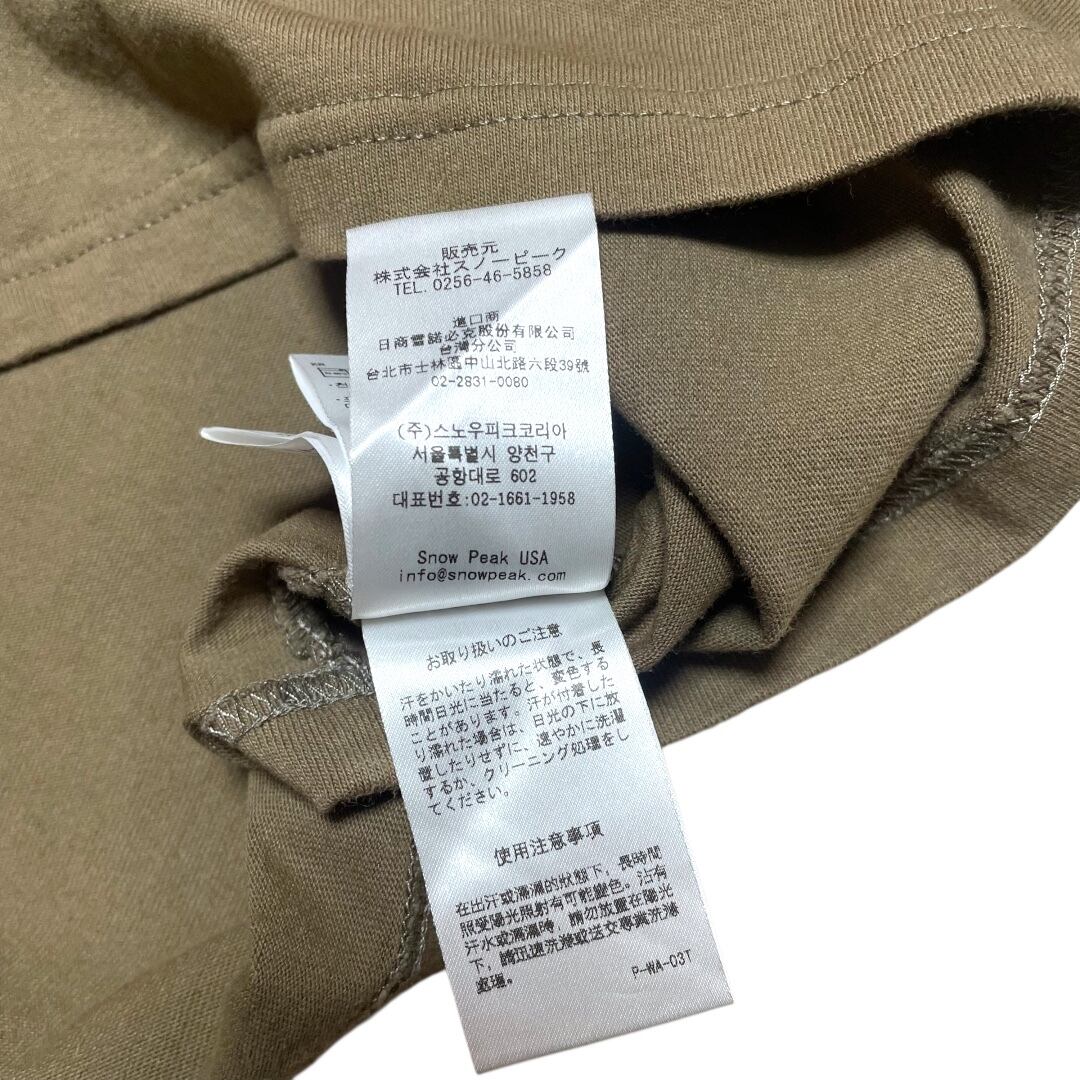 販売元
株式会社スノーピーク
TEL. 0256-46-5858
進口商
日商雪諾必克股份有限公司
台灣分公司
台北市士林區中山北路六段39號
02-2831-0080
(주)스노우피크코리아
서울특별시 양천구
공항대로 602
대표번호:02-1661-1958
Snow Peak USA
info@snowpeak.com
お取り扱いのご注意
汗をかいたり濡れた状態で、長
時間日光に当たると、変色する
ことがあります。汗が付着した
り濡れた場合は、日光の下に放
置したりせずに、速やかに洗濯
するか、クリーニング処理をし
てください。
使用注意事項
在出汗或濡濕的狀態下，長時間
照受陽光照射有可能變色。沾有
汗水或濡濕時，請勿放置在陽光
下，請迅速洗滌或送交專業洗滌
處理。
P-WA-03T